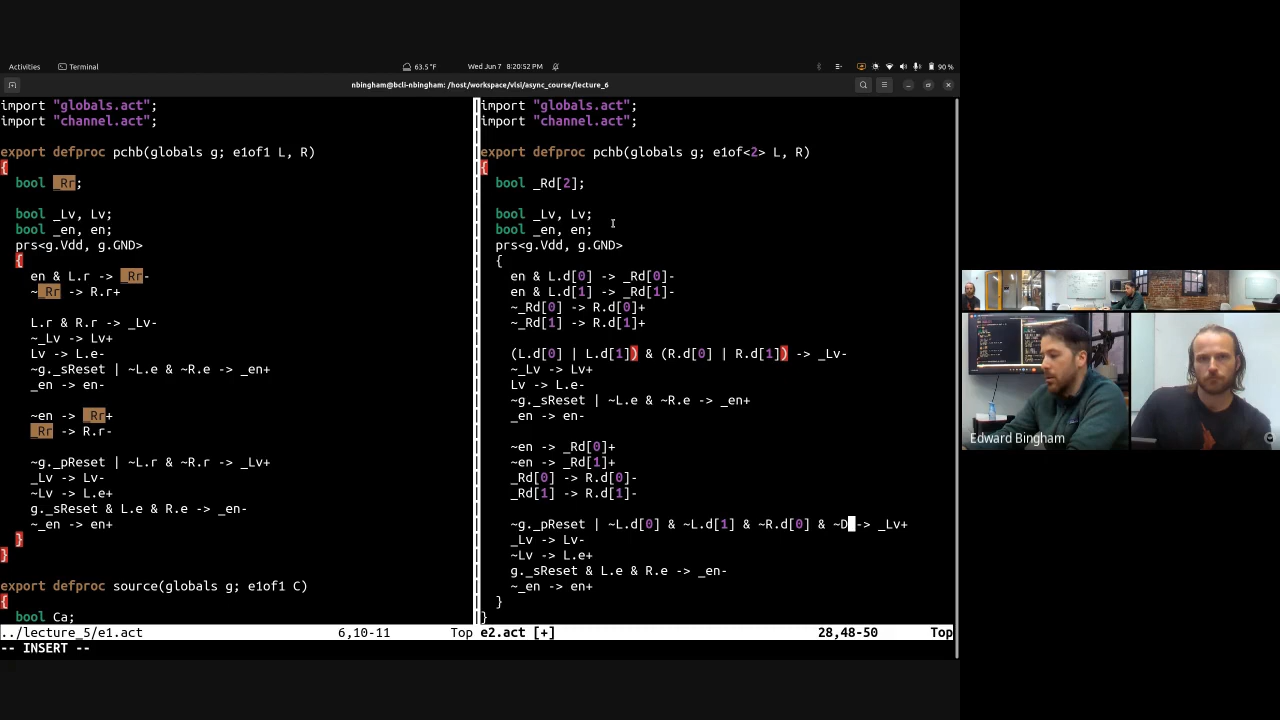 Activities Terminal 63.5 °F Wed Jun 7 8:20:52 PM 90 %
nbingham@bcli-nbingham: /host/workspace/vlsi/async_course/lecture_6
import "globals.act";
import "channel.act";
export defproc pchb(globals g; e1of1 L, R)
{
bool _Rr;
bool _Lv, Lv;
bool _en, en;
prs<g.Vdd, g.GND>
{
en & L.r -> _Rr-
~_Rr -> R.r+
L.r & R.r -> _Lv-
~_Lv -> Lv+
Lv -> L.e-
~g._sReset | ~L.e & ~R.e -> _en+
_en -> en-
~en -> _Rr+
_Rr -> R.r-
~g._pReset | ~L.r & ~R.r -> _Lv+
_Lv -> Lv-
~Lv -> L.e+
g._sReset & L.e & R.e -> _en-
~_en -> en+
}
}
export defproc source(globals g; e1of1 C)
{
bool Ca;
../lecture_5/e1.act 6,10-11 Top
-- INSERT --
import "globals.act";
import "channel.act";
export defproc pchb(globals g; e1of<2> L, R)
{
bool _Rd[2];
bool _Lv, Lv;
bool _en, en;
prs<g.Vdd, g.GND>
{
en & L.d[0] -> _Rd[0]-
en & L.d[1] -> _Rd[1]-
~_Rd[0] -> R.d[0]+
~_Rd[1] -> R.d[1]+
(L.d[0] | L.d[1]) & (R.d[0] | R.d[1]) -> _Lv-
~_Lv -> Lv+
Lv -> L.e-
~g._sReset | ~L.e & ~R.e -> _en+
_en -> en-
~en -> _Rd[0]+
~en -> _Rd[1]+
_Rd[0] -> R.d[0]-
_Rd[1] -> R.d[1]-
~g._pReset | ~L.d[0] & ~L.d[1] & ~R.d[0] & ~D -> _Lv+
_Lv -> Lv-
~Lv -> L.e+
g._sReset & L.e & R.e -> _en-
~_en -> en+
}
}
e2.act [+] 28,48-50 Top
Edward Bingham